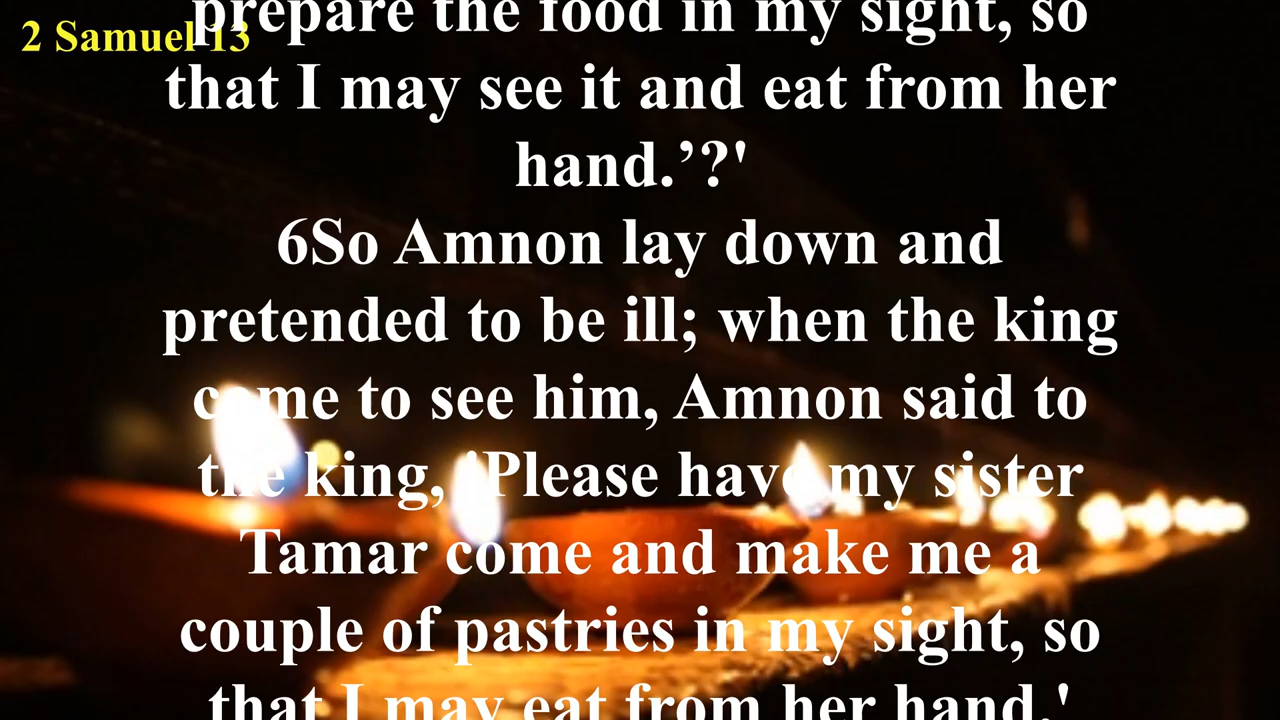 2 Samuel 13
prepare the food in my sight, so
that I may see it and eat from her
hand.’?'
6So Amnon lay down and
pretended to be ill; when the king
came to see him, Amnon said to
the king, 'Please have my sister
Tamar come and make me a
couple of pastries in my sight, so
that I may eat from her hand.'